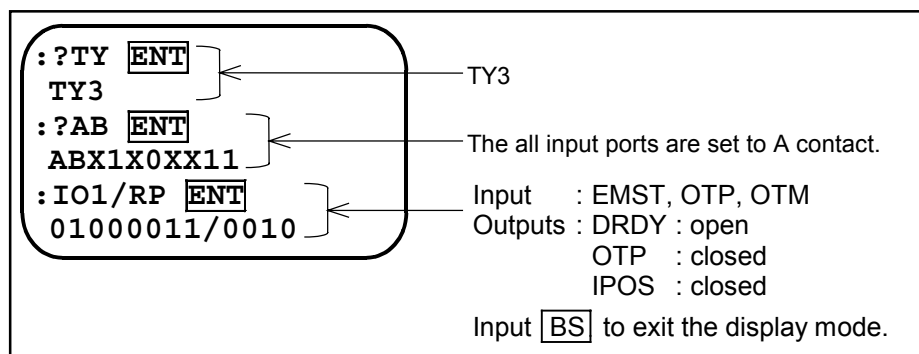 :?TY ENT
TY3
:?AB ENT
ABX1X0XX11
:IO1/RP ENT
01000011/0010
TY3
The all input ports are set to A contact.
Input : EMST, OTP, OTM
Outputs : DRDY : open
OTP : closed
IPOS : closed
Input BS to exit the display mode.